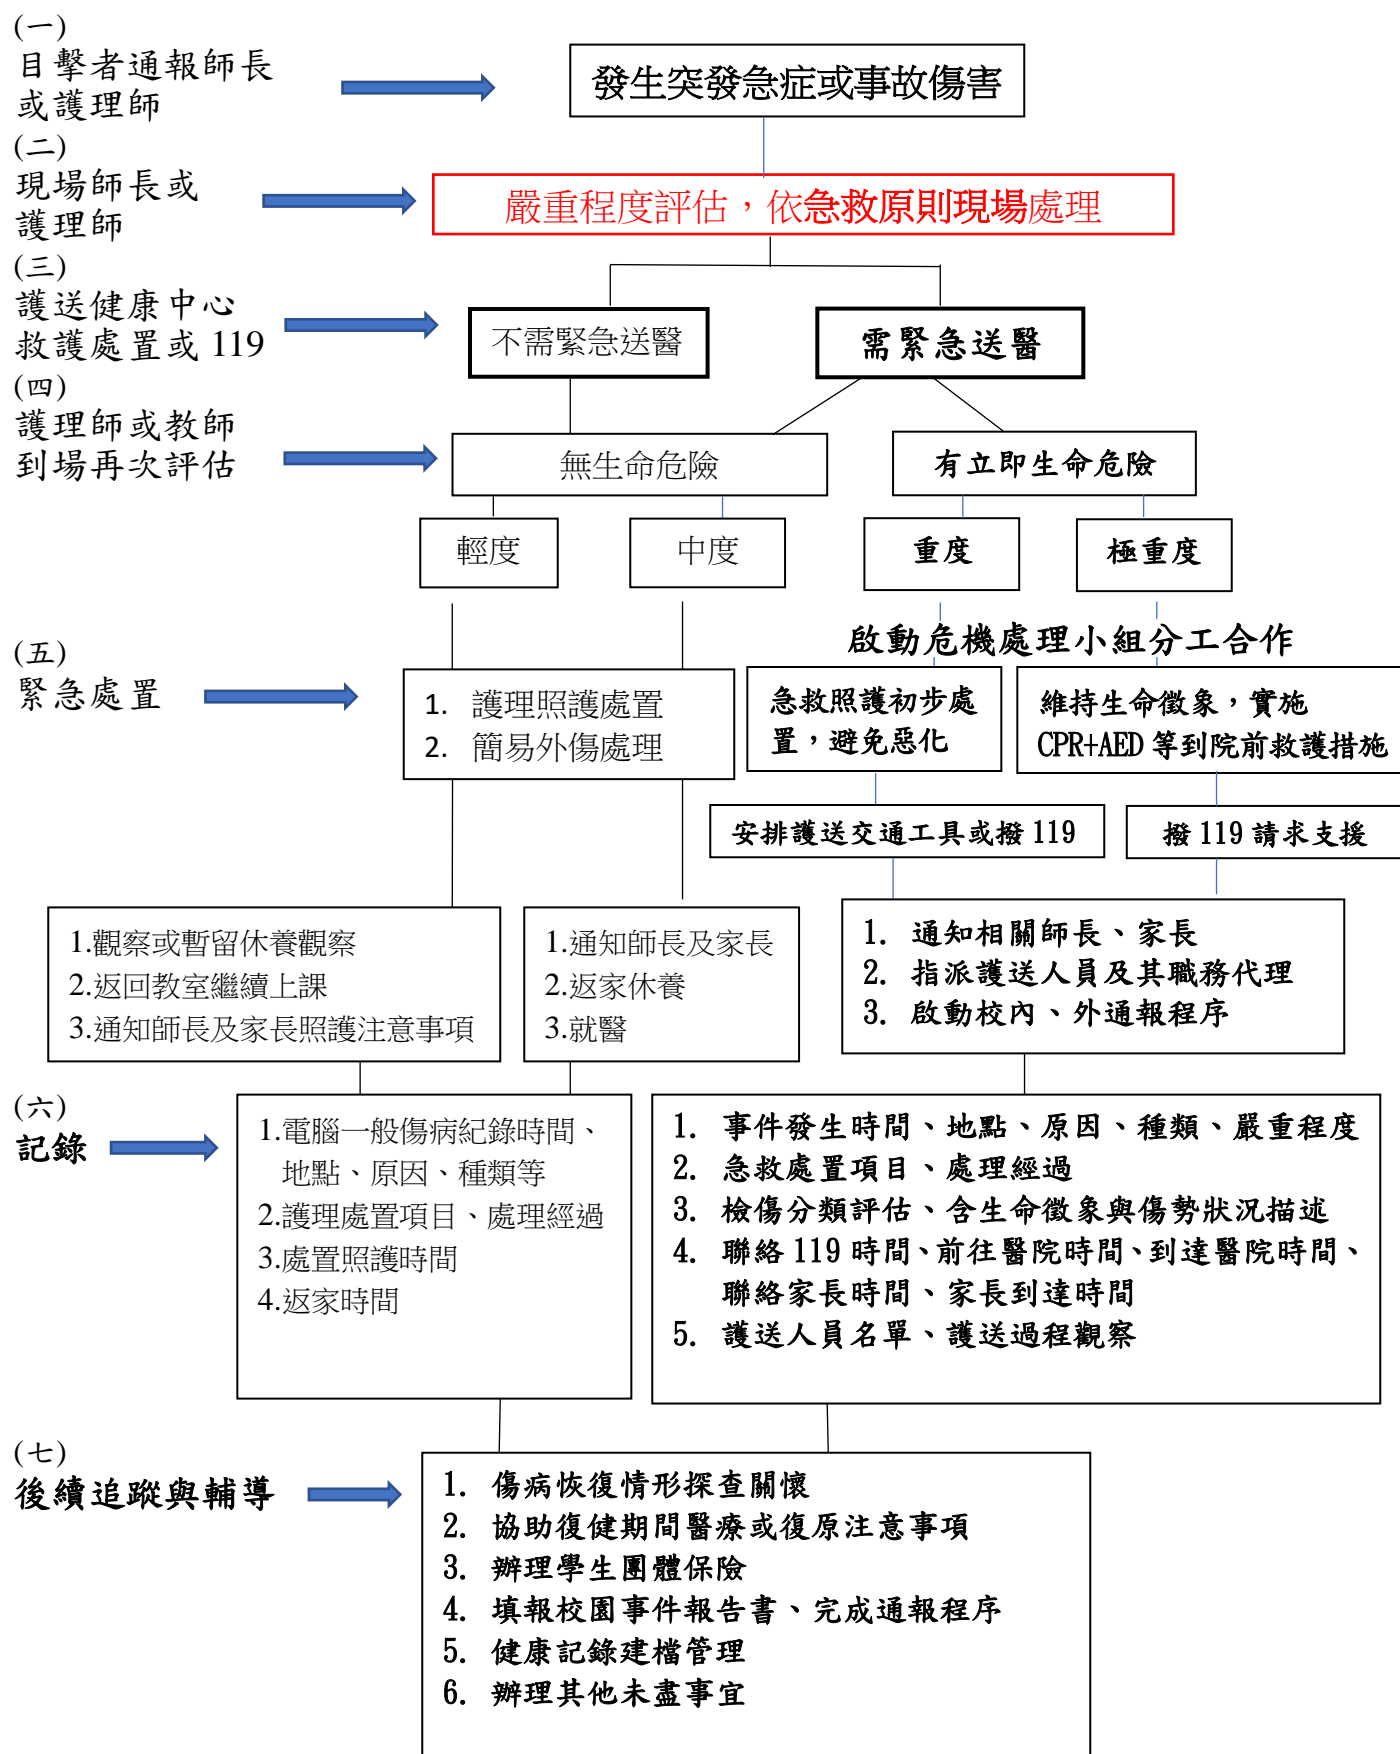 (一)
目擊者通報師長
或護理師
發生突發急症或事故傷害
(二)
現場師長或
護理師
嚴重程度評估，依急救原則現場處理
(三)
護送健康中心
救護處置或 119
不需緊急送醫
需緊急送醫
(四)
護理師或教師
到場再次評估
無生命危險
有立即生命危險
輕度
中度
重度
極重度
啟動危機處理小組分工合作
(五)
緊急處置
1. 護理照護處置
2. 簡易外傷處理
急救照護初步處
置，避免惡化
維持生命徵象，實施
CPR+AED 等到院前救護措施
安排護送交通工具或撥 119
撥 119 請求支援
1.觀察或暫留休養觀察
2.返回教室繼續上課
3.通知師長及家長照護注意事項
1.通知師長及家長
2.返家休養
3.就醫
1. 通知相關師長、家長
2. 指派護送人員及其職務代理
3. 啟動校內、外通報程序
(六)
記錄
1.電腦一般傷病紀錄時間、
地點、原因、種類等
2.護理處置項目、處理經過
3.處置照護時間
4.返家時間
1. 事件發生時間、地點、原因、種類、嚴重程度
2. 急救處置項目、處理經過
3. 檢傷分類評估、含生命徵象與傷勢狀況描述
4. 聯絡 119 時間、前往醫院時間、到達醫院時間、
聯絡家長時間、家長到達時間
5. 護送人員名單、護送過程觀察
(七)
後續追蹤與輔導
1. 傷病恢復情形探查關懷
2. 協助復健期間醫療或復原注意事項
3. 辦理學生團體保險
4. 填報校園事件報告書、完成通報程序
5. 健康記錄建檔管理
6. 辦理其他未盡事宜